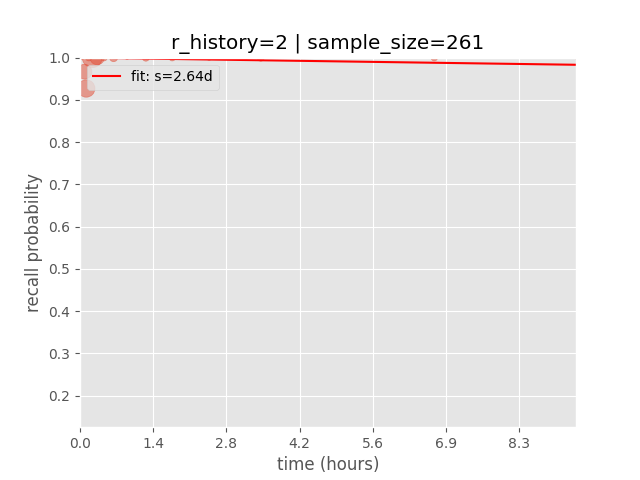 r_history=2 | sample_size=261
1.0
0.9
0.8
0.7
0.6
0.5
0.4
0.3
0.2
recall probability
fit: s=2.64d
0.0 1.4 2.8 4.2 5.6 6.9 8.3
time (hours)